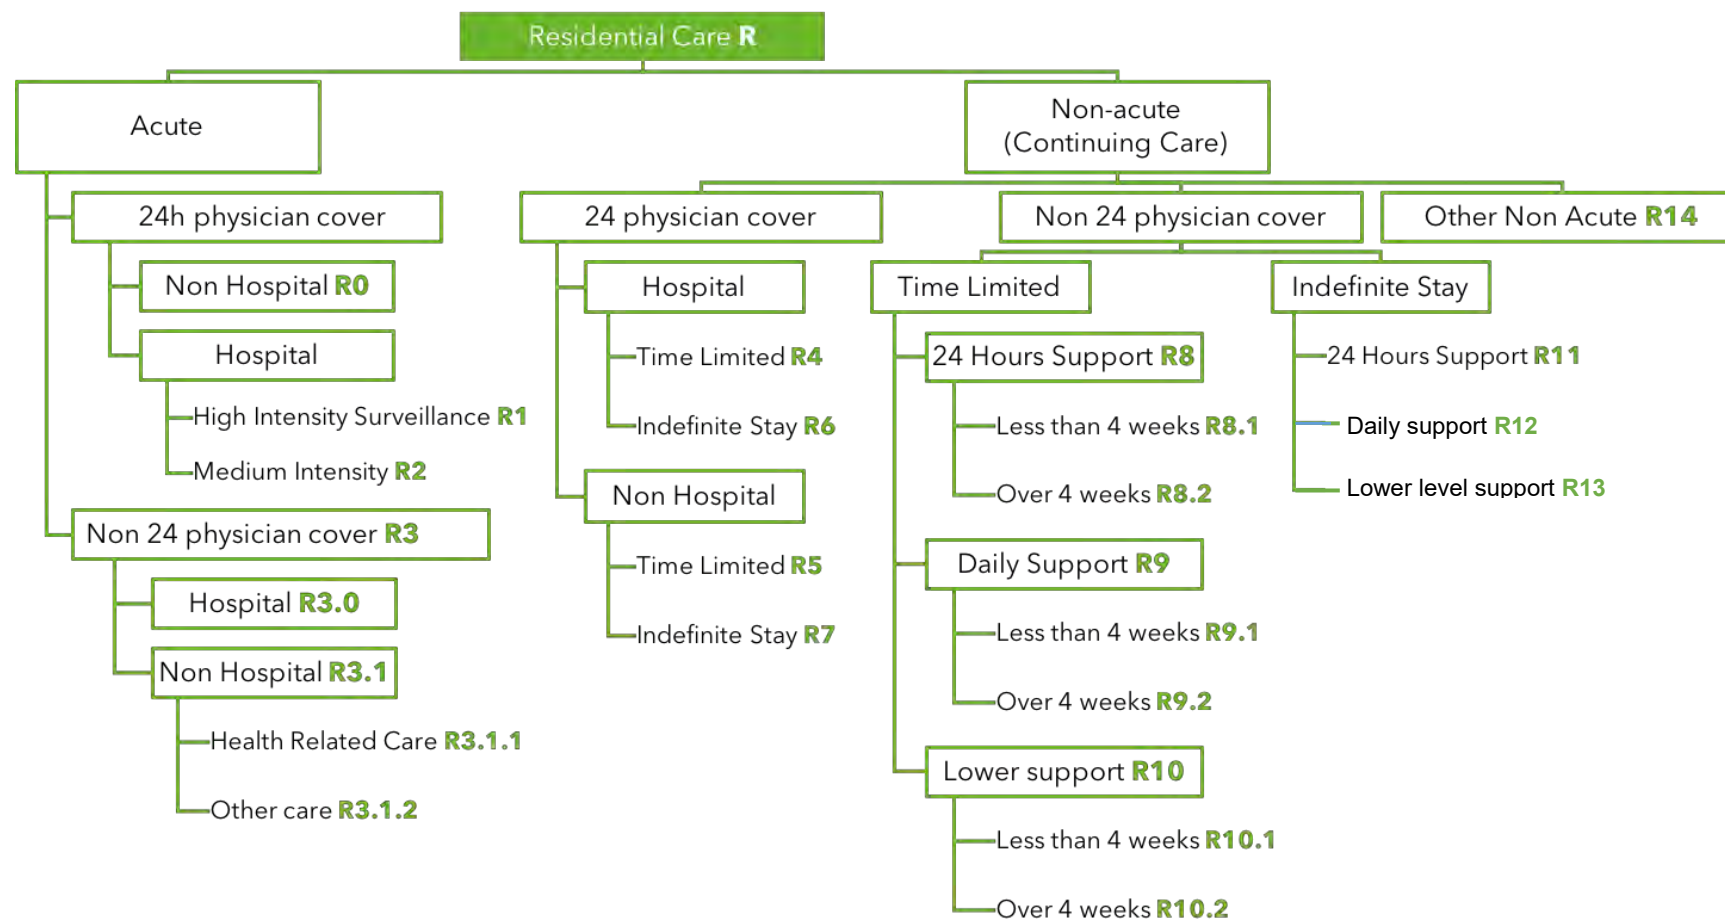 Residential Care R
Acute
24h physician cover
Non Hospital R0
Hospital
High Intensity Surveillance R1
Medium Intensity R2
Non 24 physician cover R3
Hospital R3.0
Non Hospital R3.1
Health Related Care R3.1.1
Other care R3.1.2
Non-acute
(Continuing Care)
24 physician cover
Hospital
Time Limited R4
Indefinite Stay R6
Non Hospital
Time Limited R5
Indefinite Stay R7
Non 24 physician cover
Time Limited
24 Hours Support R8
Less than 4 weeks R8.1
Over 4 weeks R8.2
Daily Support R9
Less than 4 weeks R9.1
Over 4 weeks R9.2
Lower support R10
Less than 4 weeks R10.1
Over 4 weeks R10.2
Indefinite Stay
24 Hours Support R11
Daily support R12
Lower level support R13
Other Non Acute R14